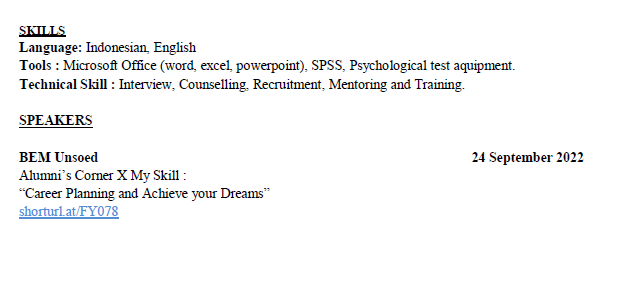 SKILLS
Language: Indonesian, English
Tools : Microsoft Office (word, excel, powerpoint), SPSS, Psychological test aquipment.
Technical Skill : Interview, Counselling, Recruitment, Mentoring and Training.
SPEAKERS
BEM Unsoed 24 September 2022
Alumni’s Corner X My Skill :
“Career Planning and Achieve your Dreams”
shorturl.at/FY078